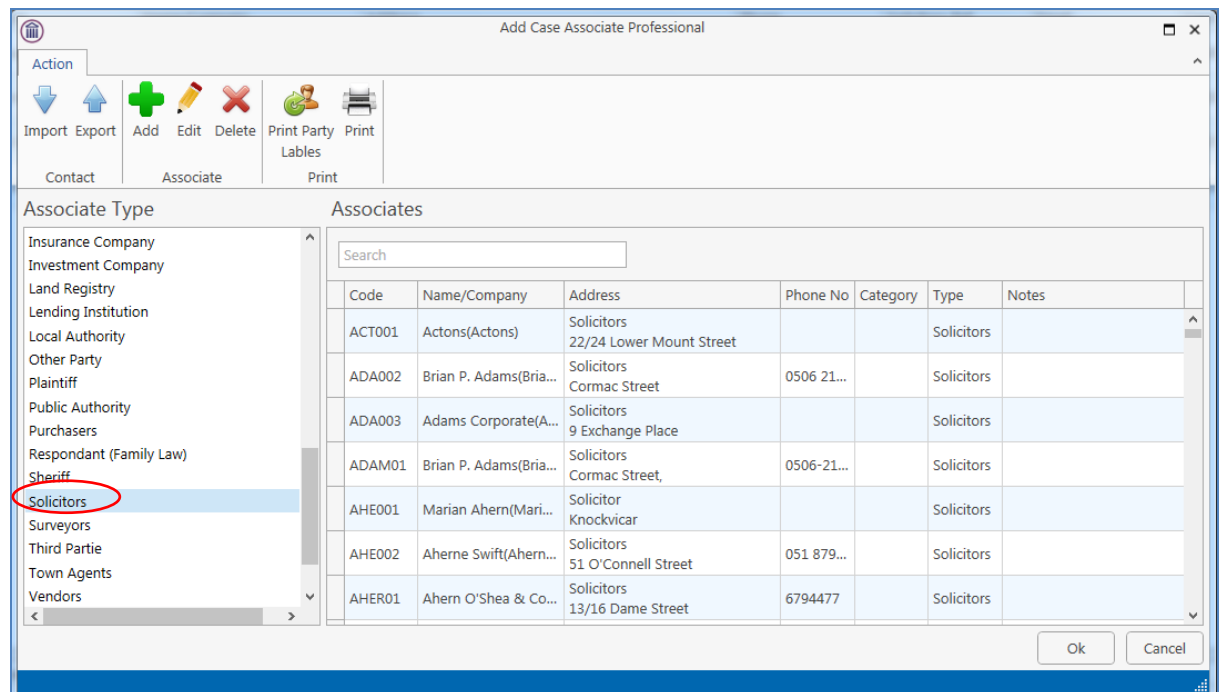 Add Case Associate Professional
Action
Import Export Add Edit Delete Print Party Lables Print
Contact Associate Print
Associate Type
Insurance Company
Investment Company
Land Registry
Lending Institution
Local Authority
Other Party
Plaintiff
Public Authority
Purchasers
Respondant (Family Law)
Sheriff
Solicitors
Surveyors
Third Partie
Town Agents
Vendors
Associates
Search
Code Name/Company Address Phone No Category Type Notes
ACT001 Actons(Actons) Solicitors 22/24 Lower Mount Street Solicitors
ADA002 Brian P. Adams(Bria... Solicitors Cormac Street 0506 21... Solicitors
ADA003 Adams Corporate(A... Solicitors 9 Exchange Place Solicitors
ADAM01 Brian P. Adams(Bria... Solicitors Cormac Street, 0506-21... Solicitors
AHE001 Marian Ahern(Mari... Solicitor Knockvicar Solicitors
AHE002 Aherne Swift(Ahern... Solicitors 51 O'Connell Street 051 879... Solicitors
AHER01 Ahern O'Shea & Co... Solicitors 13/16 Dame Street 6794477 Solicitors
Ok Cancel